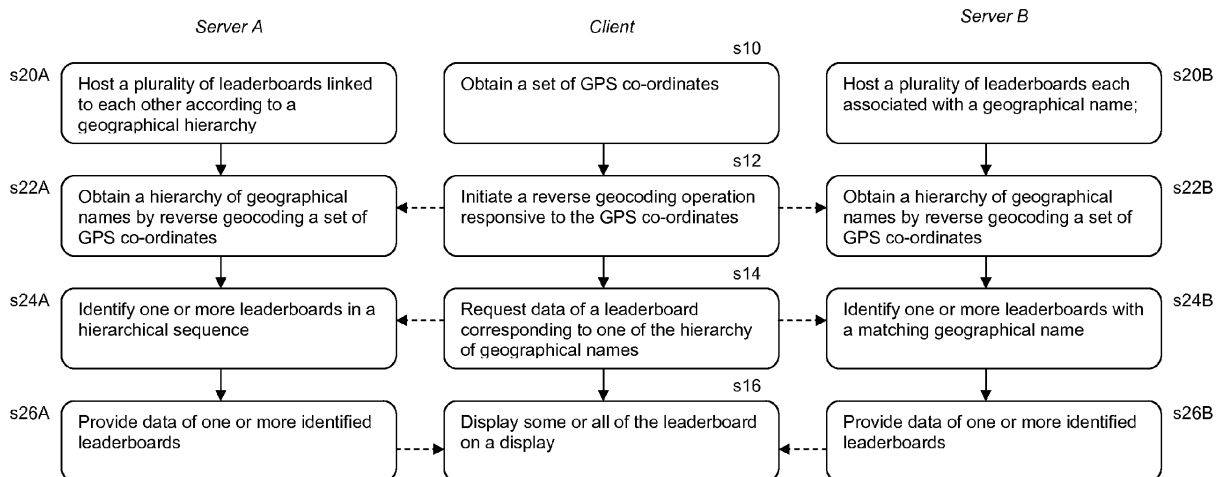 Server A
Client
Server B
s10
s20A
Host a plurality of leaderboards linked
to each other according to a
geographical hierarchy
Obtain a set of GPS co-ordinates
Host a plurality of leaderboards each
associated with a geographical name;
s20B
s12
s22A
Obtain a hierarchy of geographical
names by reverse geocoding a set of
GPS co-ordinates
Initiate a reverse geocoding operation
responsive to the GPS co-ordinates
Obtain a hierarchy of geographical
names by reverse geocoding a set of
GPS co-ordinates
s22B
s14
s24A
Identify one or more leaderboards in a
hierarchical sequence
Request data of a leaderboard
corresponding to one of the hierarchy
of geographical names
Identify one or more leaderboards with
a matching geographical name
s24B
s16
s26A
Provide data of one or more identified
leaderboards
Display some or all of the leaderboard
on a display
Provide data of one or more identified
leaderboards
s26B